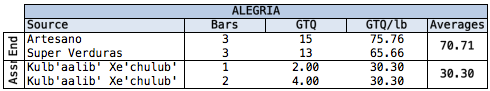 ALEGRIA
Source Bars GTQ GTQ/lb Averages
End
Artesano 3 15 75.76
70.71
Super Verduras 3 13 65.66
Assn
Kulb'aalib' Xe'chulub' 1 2.00 30.30
30.30
Kulb'aalib' Xe'chulub' 2 4.00 30.30